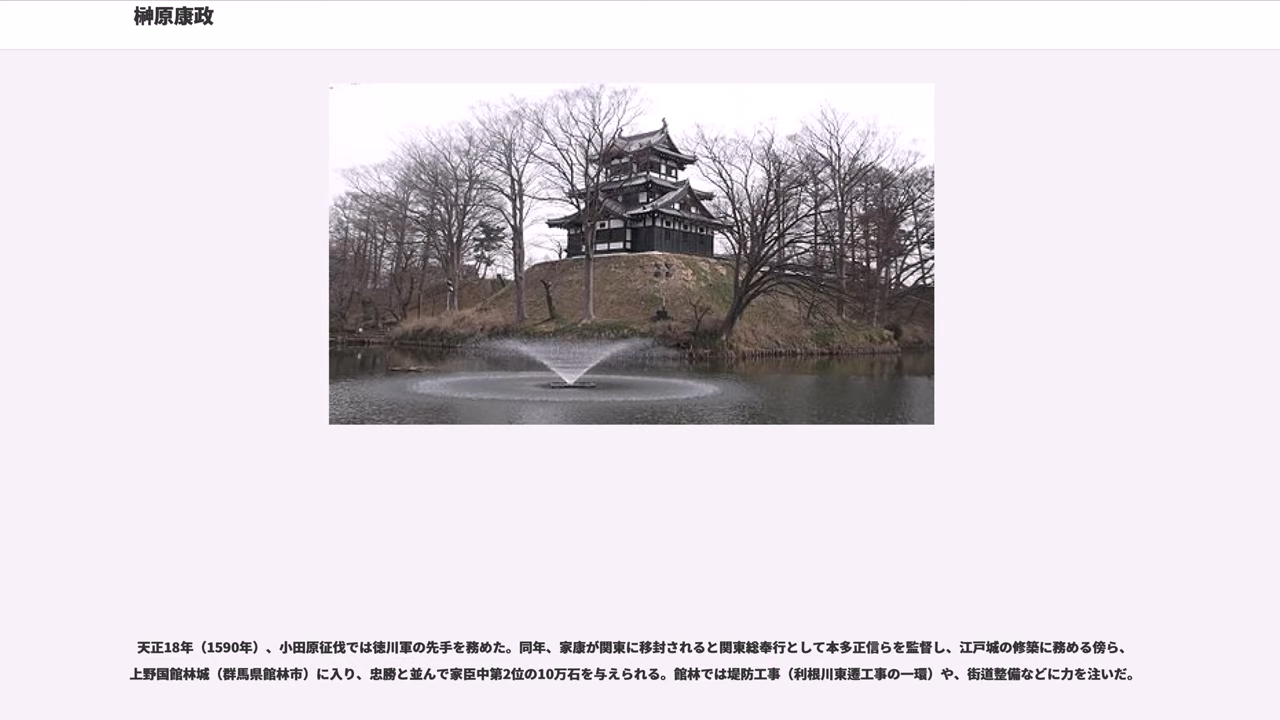 榊原康政
天正18年（1590年）、小田原征伐では徳川軍の先手を務めた。同年、家康が関東に移封されると関東総奉行として本多正信らを監督し、江戸城の修築に務める傍ら、
上野国館林城（群馬県館林市）に入り、忠勝と並んで家臣中第2位の10万石を与えられる。館林では堤防工事（利根川東遷工事の一環）や、街道整備などに力を注いだ。